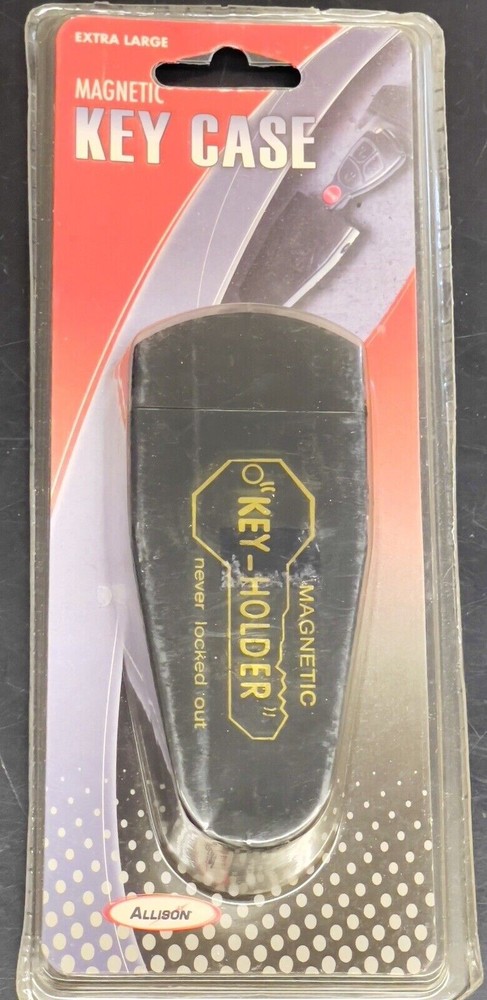 EXTRA LARGE
MAGNETIC
KEY CASE
MAGNETIC
"KEY-HOLDER"
never locked out
ALLISON